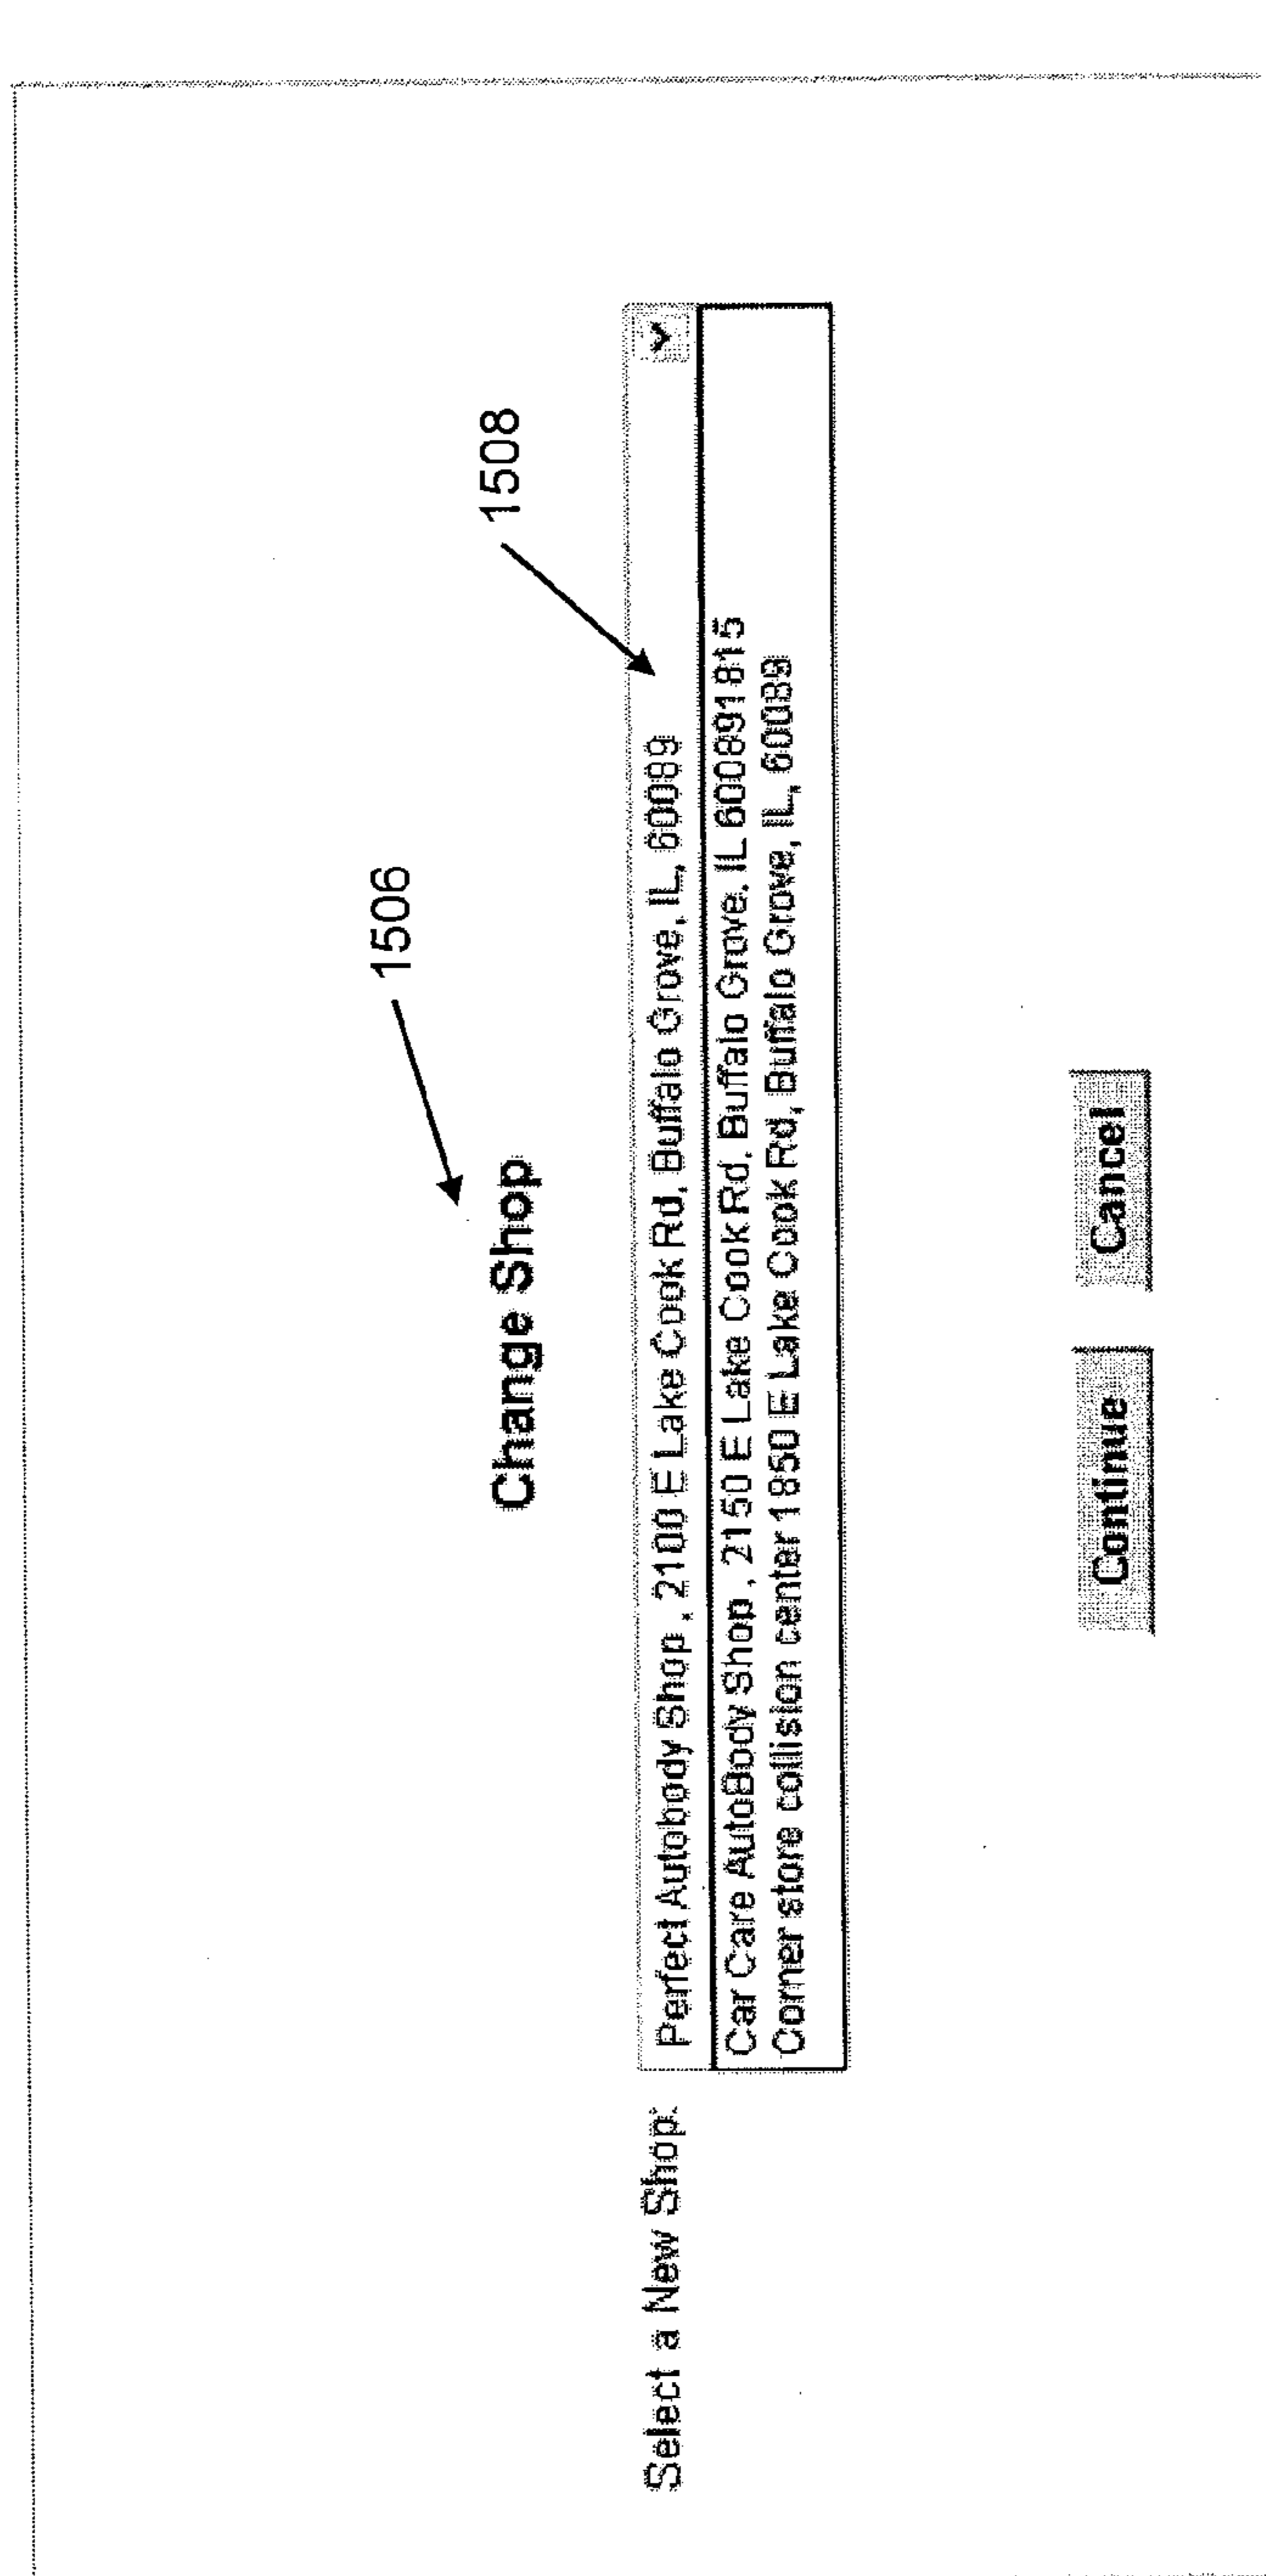 1506
Change Shop
1508
Select a New Shop:
Perfect Autobody Shop , 2100 E Lake Cook Rd, Buffalo Grove, IL, 60089
Car Care AutoBody Shop , 2150 E Lake Cook Rd, Buffalo Grove, IL 600891815
Corner store collision center 1850 E Lake Cook Rd, Buffalo Grove, IL, 60089
Continue
Cancel